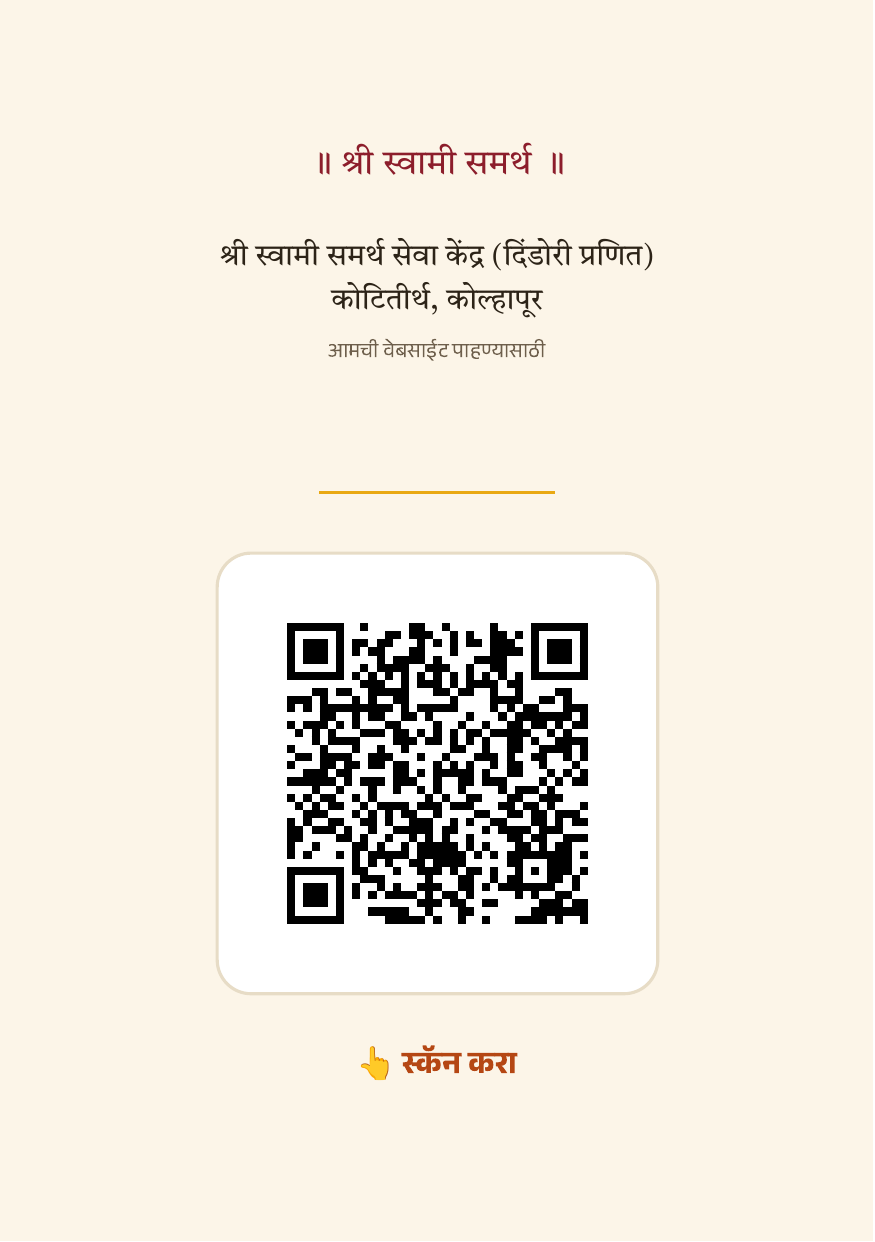 ॥ श्री स्वामी समर्थ ॥
श्री स्वामी समर्थ सेवा केंद्र (दिंडोरी प्रणित)
कोटितीर्थ, कोल्हापूर
आमची वेबसाईट पाहण्यासाठी
👆 स्कॅन करा